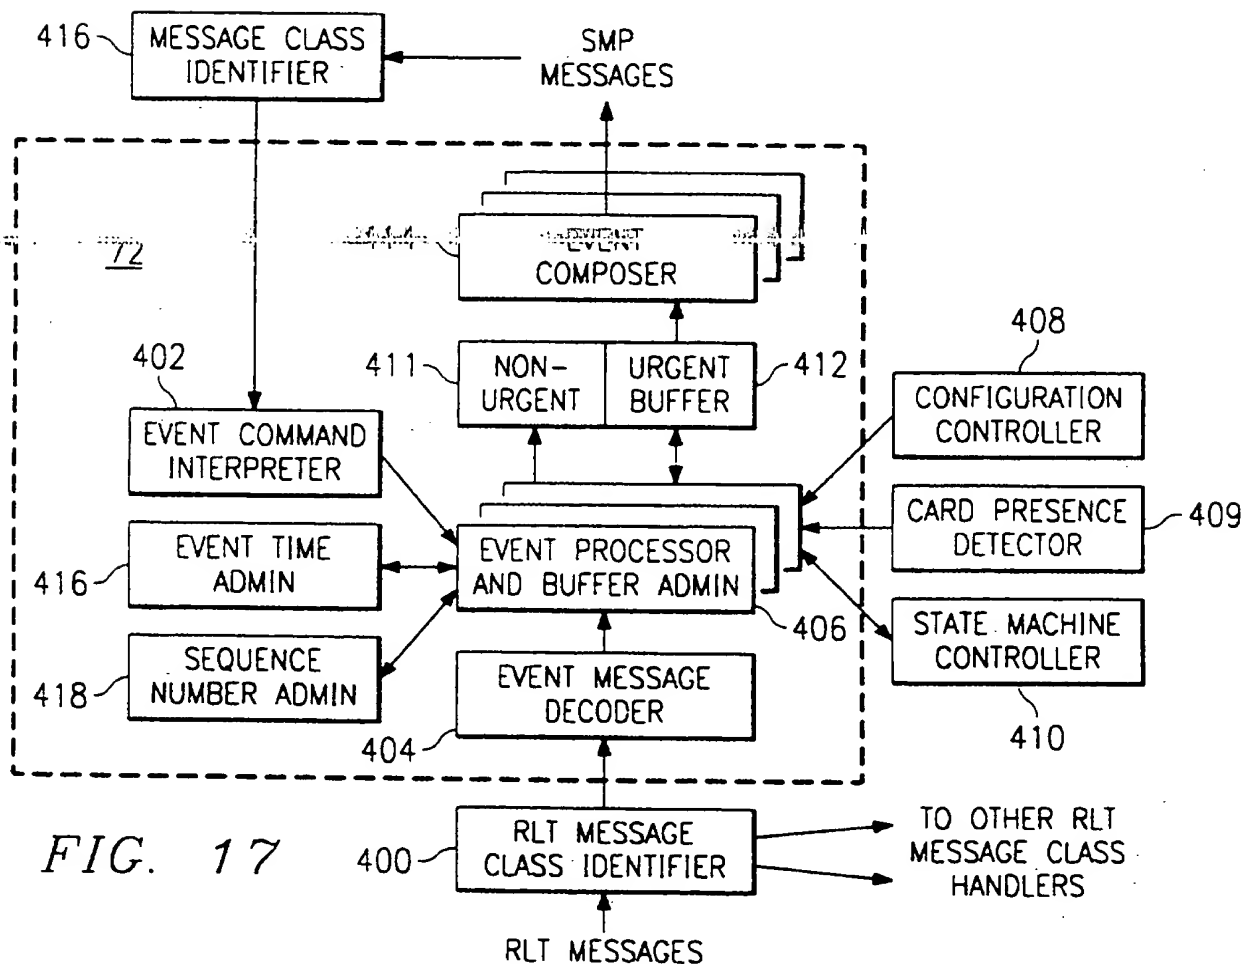 416
MESSAGE CLASS
IDENTIFIER
SMP
MESSAGES
72
414
EVENT
COMPOSER
411
NON-
URGENT
URGENT
BUFFER
412
402
EVENT COMMAND
INTERPRETER
408
CONFIGURATION
CONTROLLER
416
EVENT TIME
ADMIN
EVENT PROCESSOR
AND BUFFER ADMIN
406
CARD PRESENCE
DETECTOR
409
418
SEQUENCE
NUMBER ADMIN
EVENT MESSAGE
DECODER
404
STATE MACHINE
CONTROLLER
410
FIG. 17
400
RLT MESSAGE
CLASS IDENTIFIER
TO OTHER RLT
MESSAGE CLASS
HANDLERS
RLT MESSAGES